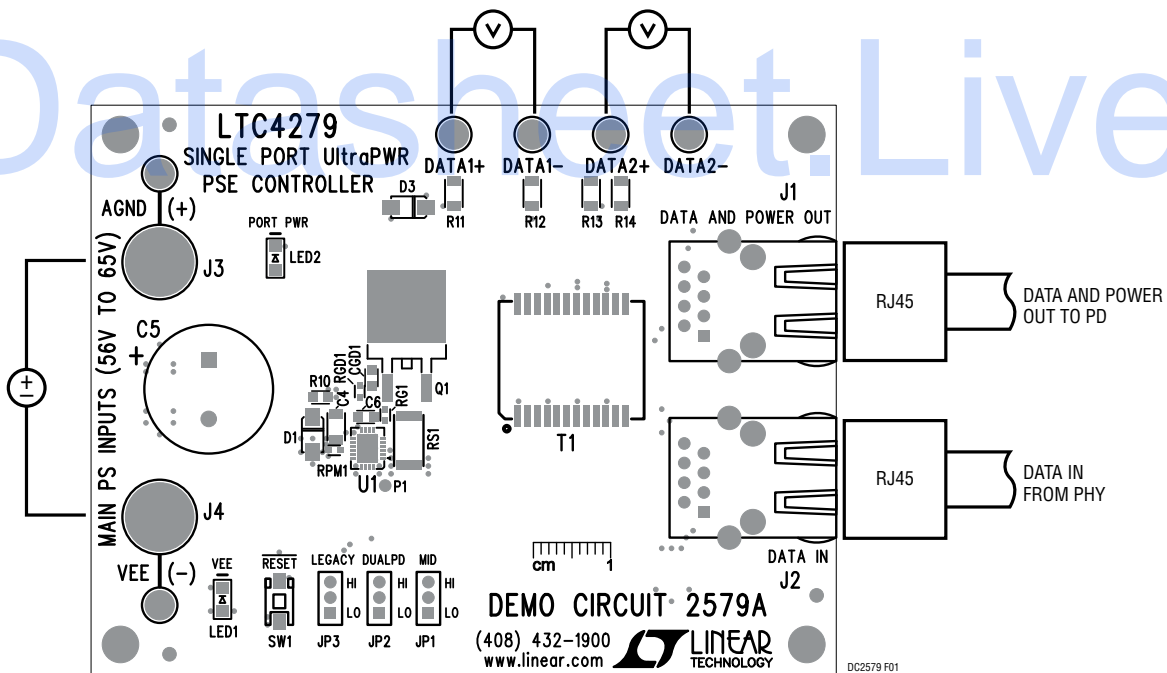 Datasheet.Live
V
V
LTC4279
SINGLE PORT UltraPWR
PSE CONTROLLER
DATA1+
DATA1-
DATA2+
DATA2-
D3
R11
R12
R13
R14
J1
DATA AND POWER OUT
AGND
(+)
PORT PWR
LED2
J3
MAIN PS INPUTS (56V TO 65V)
C5
+
+
−
RJ45
DATA AND POWER
OUT TO PD
RGD1
CGD1
Q1
R10
C4
C6
RG1
D1
RS1
RPM1
U1
P1
T1
RJ45
DATA IN
FROM PHY
J4
VEE
(-)
VEE
LED1
RESET
SW1
LEGACY
HI
LO
JP3
DUALPD
HI
LO
JP2
MID
HI
LO
JP1
cm
1
DATA IN
J2
DEMO CIRCUIT 2579A
(408) 432-1900
www.linear.com
LINEAR
TECHNOLOGY
DC2579 F01